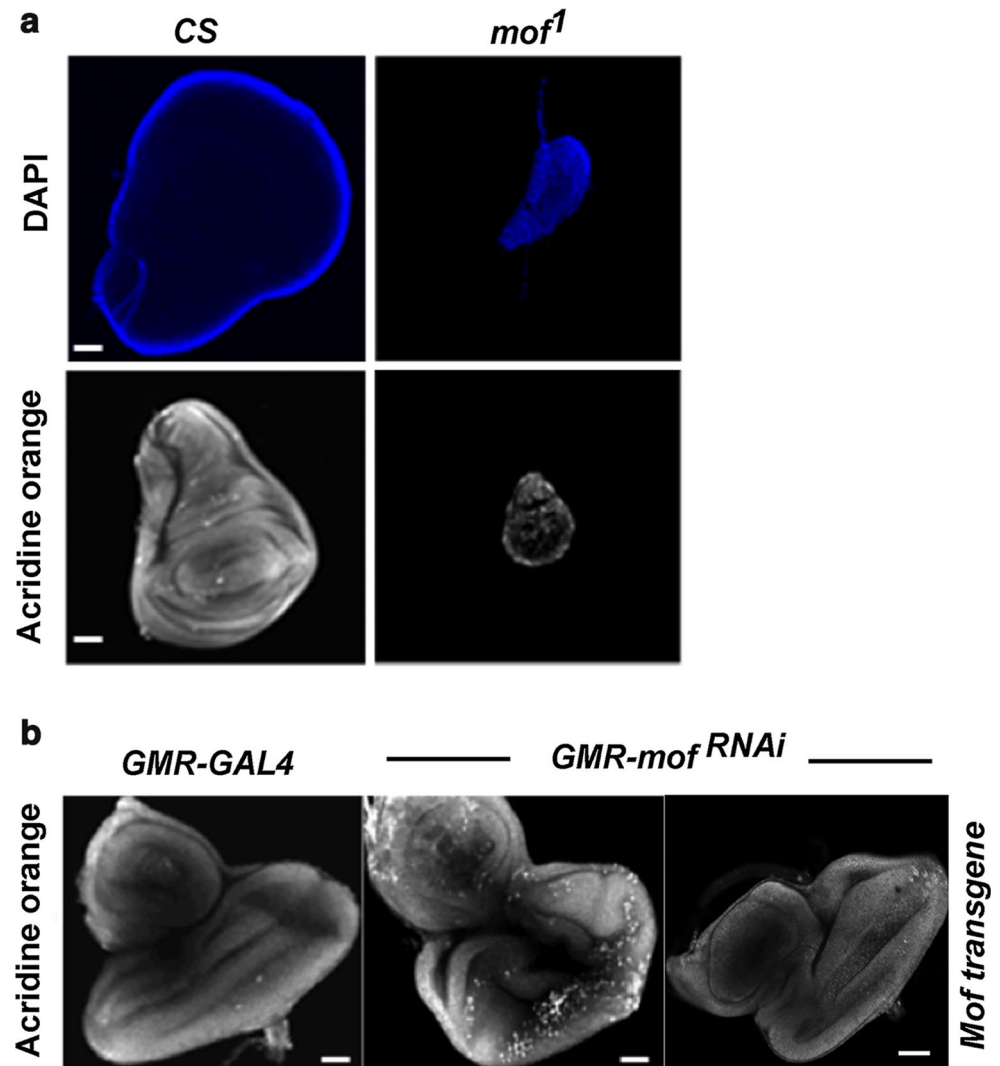 a
CS mof1
DAPI
Acridine orange
b
GMR-GAL4 GMR-mof RNAi
Acridine orange
Mof transgene